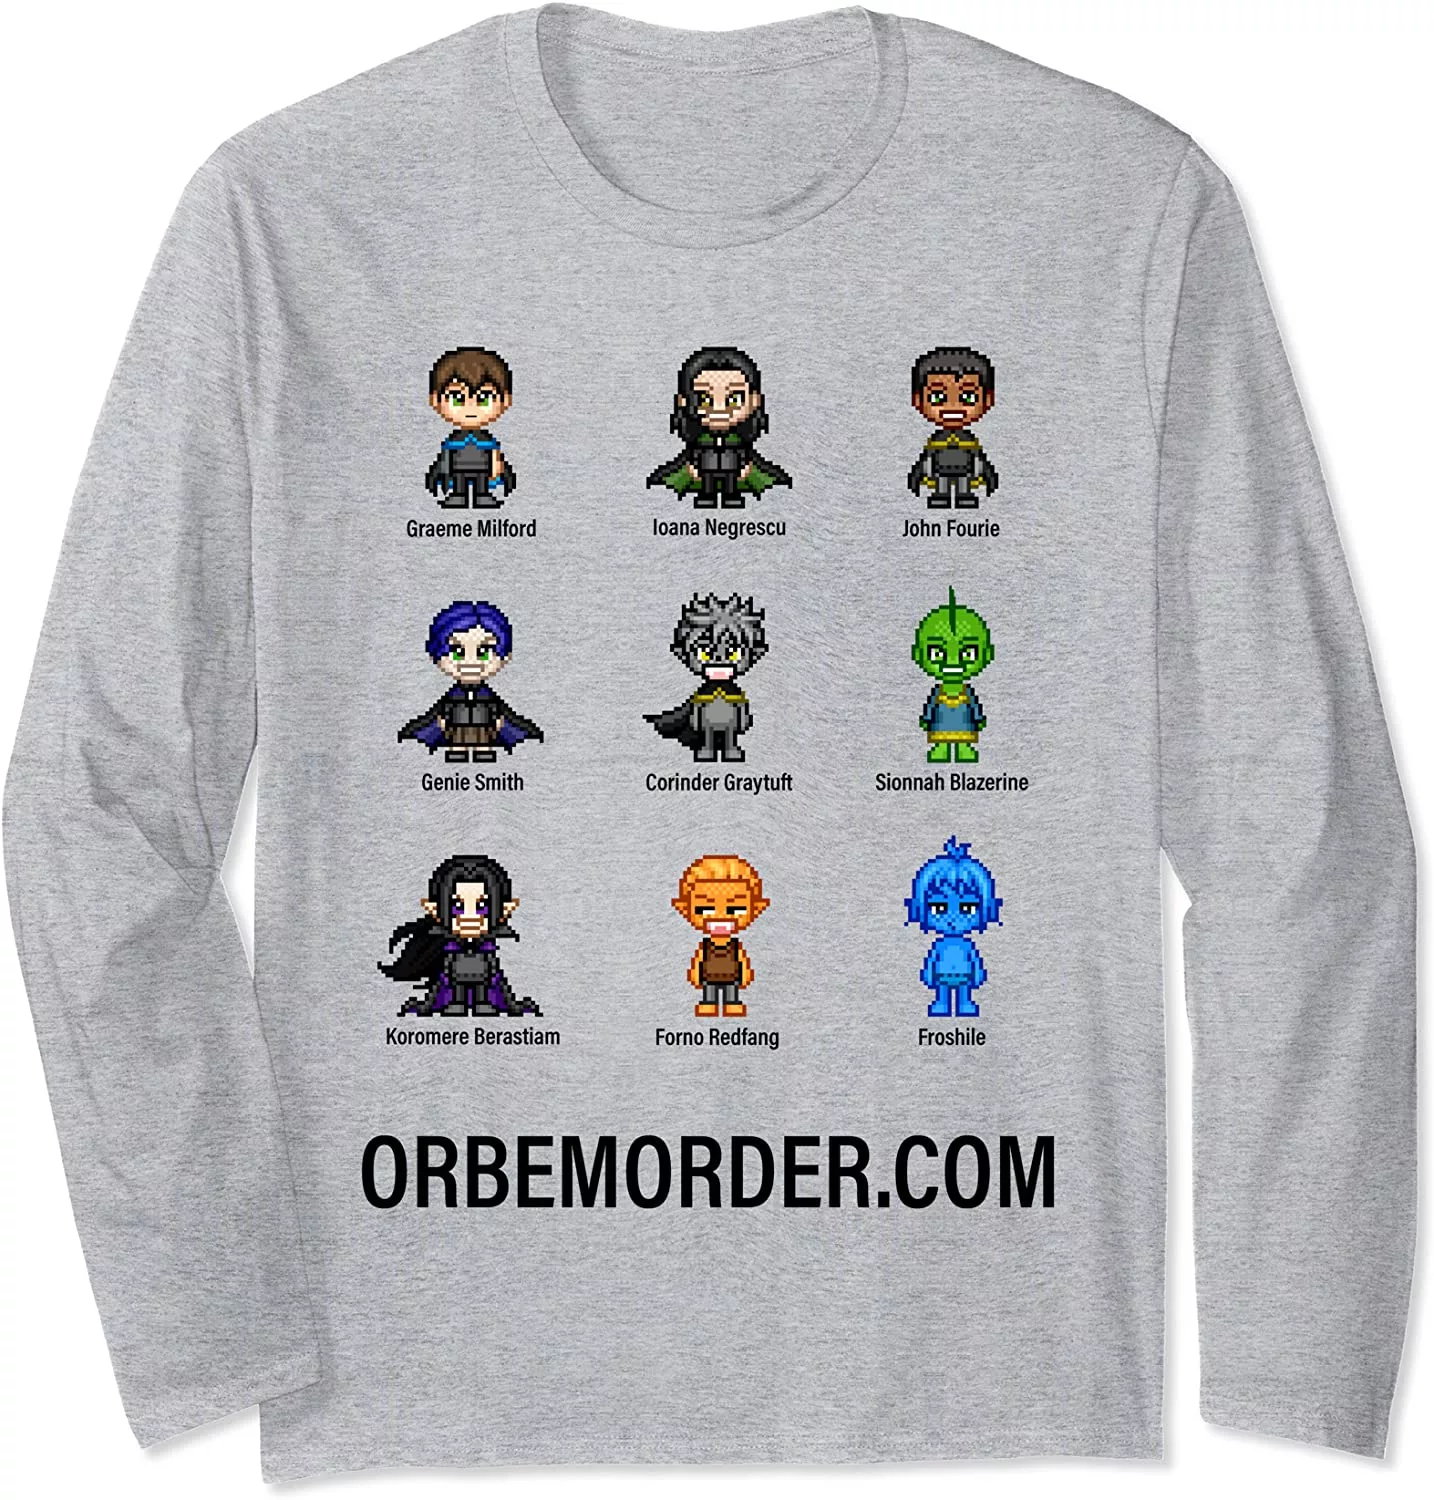 Graeme Milford
Ioana Negrescu
John Fourie
Genie Smith
Corinder Graytuft
Sionnah Blazerine
Koromere Berastiam
Forno Redfang
Froshile
ORBEMORDER.COM